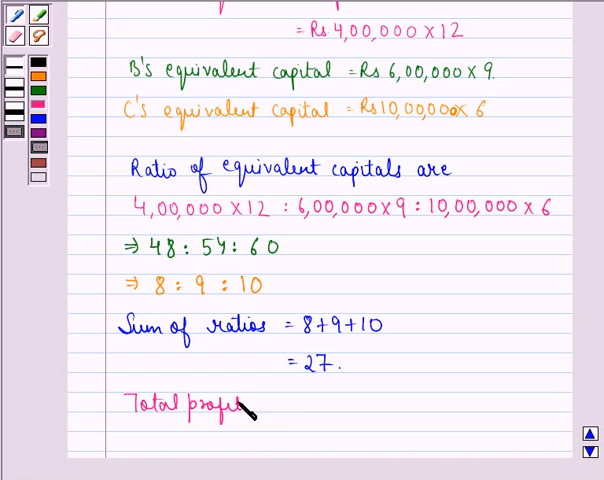 = Rs. 4,00,000 × 12
B's equivalent capital = Rs 6,00,000 × 9.
C's equivalent capital = Rs 10,00,000 × 6
Ratio of equivalent capitals are
4,00,000 × 12 : 6,00,000 × 9 : 10,00,000 × 6
⇒ 48 : 54 : 60
⇒ 8 : 9 : 10
Sum of ratios = 8+9+10
= 27.
Total profit